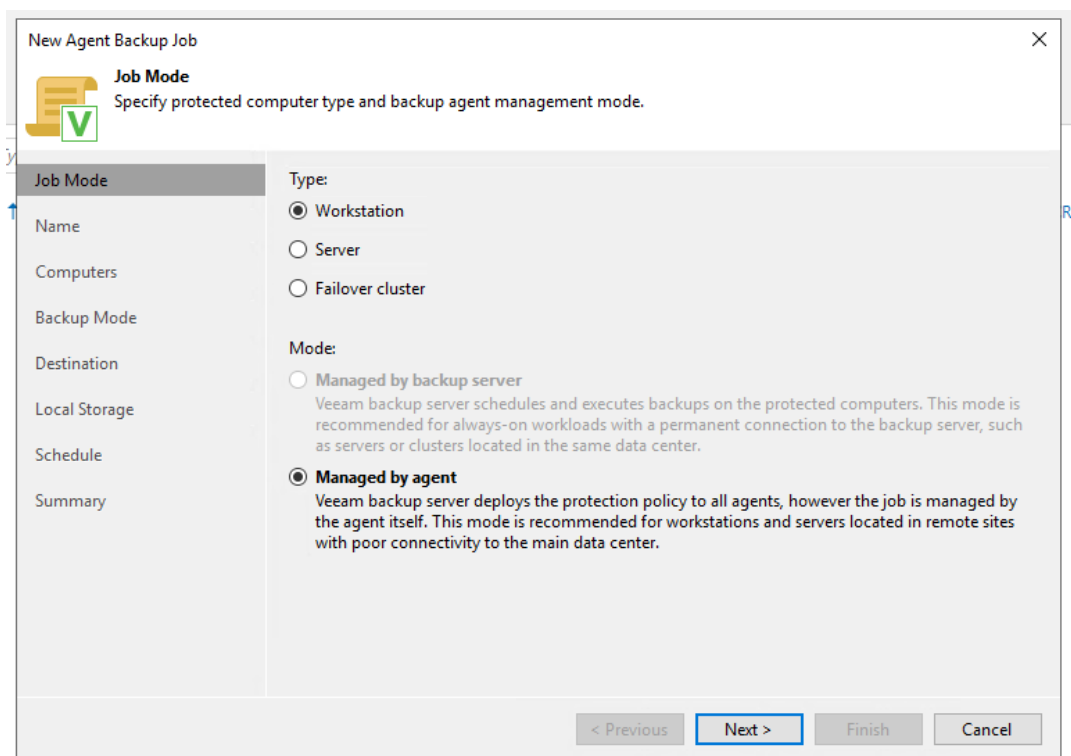 New Agent Backup Job
Job Mode
Specify protected computer type and backup agent management mode.
V
Job Mode
Name
Computers
Backup Mode
Destination
Local Storage
Schedule
Summary
Type:
Workstation
Server
Failover cluster
Mode:
Managed by backup server
Veeam backup server schedules and executes backups on the protected computers. This mode is
recommended for always-on workloads with a permanent connection to the backup server, such
as servers or clusters located in the same data center.
Managed by agent
Veeam backup server deploys the protection policy to all agents, however the job is managed by
the agent itself. This mode is recommended for workstations and servers located in remote sites
with poor connectivity to the main data center.
< Previous
Next >
Finish
Cancel